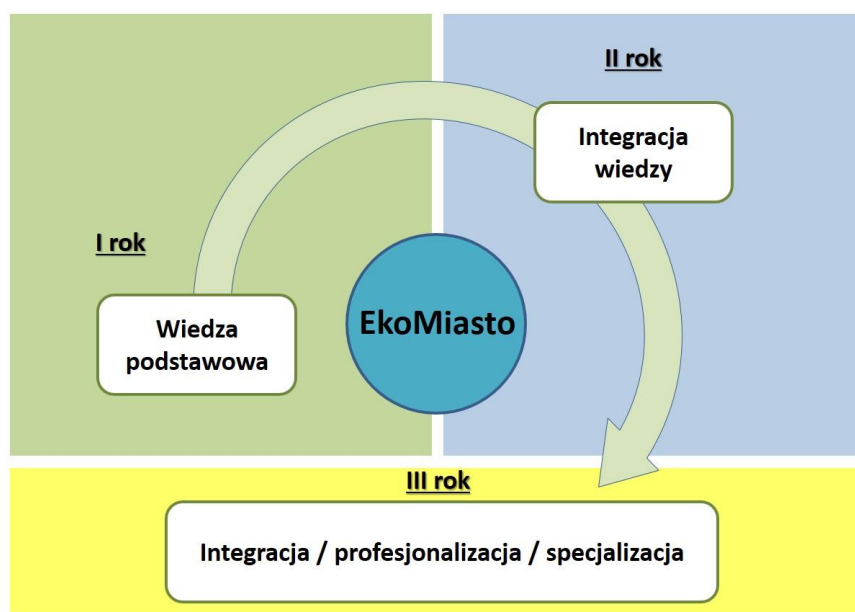 I rok
Wiedza
podstawowa
II rok
Integracja
wiedzy
EkoMiasto
III rok
Integracja / profesjonalizacja / specjalizacja